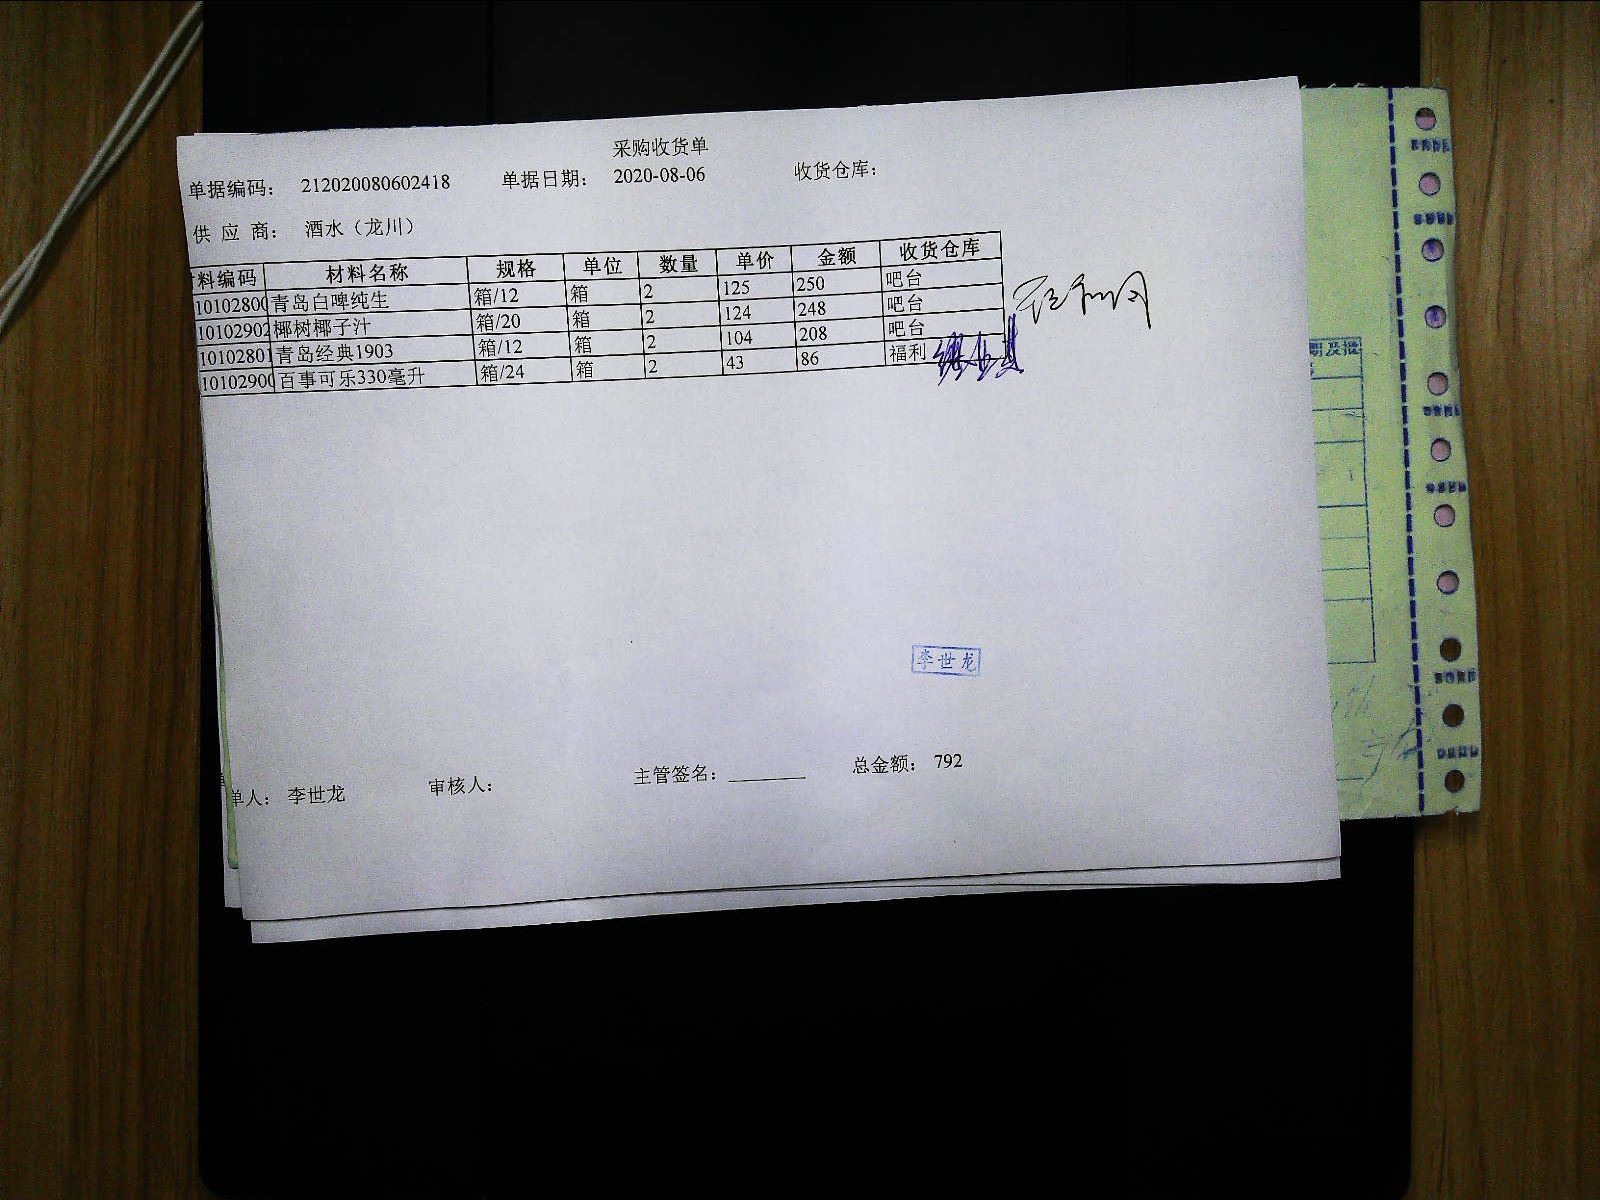 采购收货单
单据编码： 212020080602418 单据日期： 2020-08-06 收货仓库：
供 应 商： 酒水（龙川）
料编码 材料名称 规格 单位 数量 单价 金额 收货仓库
10102800 青岛白啤纯生 箱/12 箱 2 125 250 吧台
10102902 椰树椰子汁 箱/20 箱 2 124 248 吧台
10102801 青岛经典1903 箱/12 箱 2 104 208 吧台
10102900 百事可乐330毫升 箱/24 箱 2 43 86 福利
李世龙
单人： 李世龙 审核人： 主管签名：________ 总金额： 792